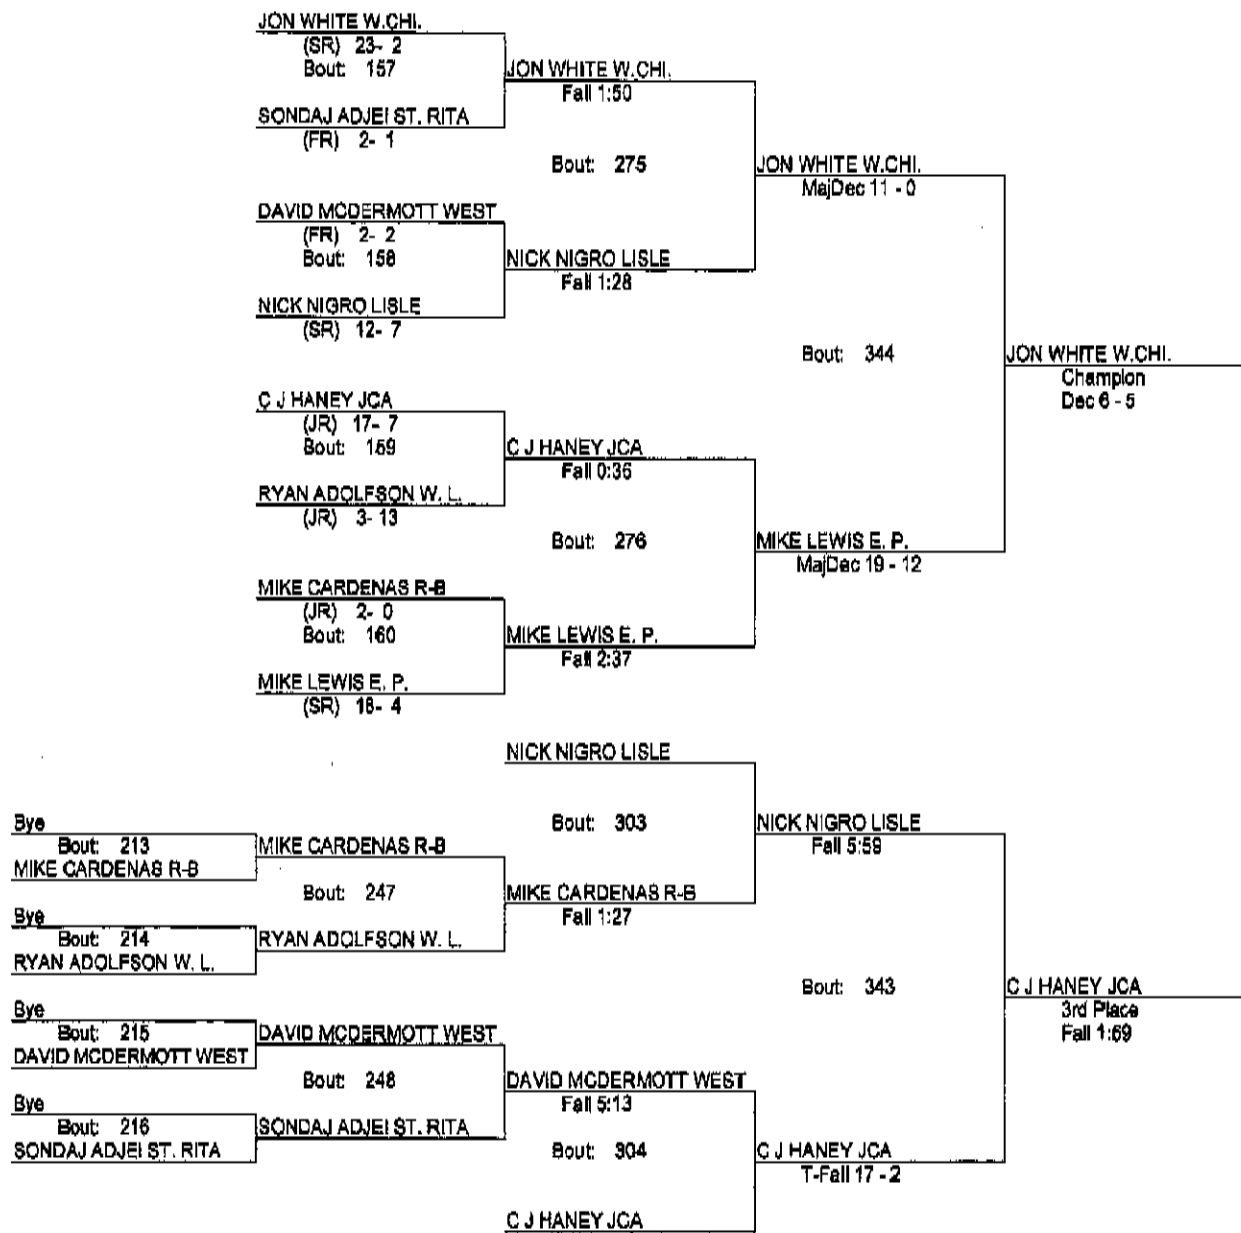 JON WHITE W.CHI.
(SR) 23- 2
Bout: 157
JON WHITE W.CHI.
Fall 1:50
SONDAJ ADJEI ST. RITA
(FR) 2- 1
Bout: 275
JON WHITE W.CHI.
MajDec 11 - 0
DAVID MCDERMOTT WEST
(FR) 2- 2
Bout: 158
NICK NIGRO LISLE
Fall 1:28
NICK NIGRO LISLE
(SR) 12- 7
Bout: 344
JON WHITE W.CHI.
Champion
Dec 6 - 5
C J HANEY JCA
(JR) 17- 7
Bout: 159
C J HANEY JCA
Fall 0:35
RYAN ADOLFSON W. L.
(JR) 3- 13
Bout: 276
MIKE LEWIS E. P.
MajDec 19 - 12
MIKE CARDENAS R-B
(JR) 2- 0
Bout: 160
MIKE LEWIS E. P.
Fall 2:37
MIKE LEWIS E. P.
(SR) 18- 4
NICK NIGRO LISLE
Bout: 303
NICK NIGRO LISLE
Fall 5:59
Bye
Bout: 213
MIKE CARDENAS R-B
MIKE CARDENAS R-B
Bout: 247
MIKE CARDENAS R-B
Fall 1:27
Bye
Bout: 214
RYAN ADOLFSON W. L.
RYAN ADOLFSON W. L.
Bout: 343
C J HANEY JCA
3rd Place
Fall 1:59
Bye
Bout: 215
DAVID MCDERMOTT WEST
DAVID MCDERMOTT WEST
Bout: 248
DAVID MCDERMOTT WEST
Fall 5:13
Bye
Bout: 216
SONDAJ ADJEI ST. RITA
SONDAJ ADJEI ST. RITA
Bout: 304
C J HANEY JCA
T-Fall 17 - 2
C J HANEY JCA